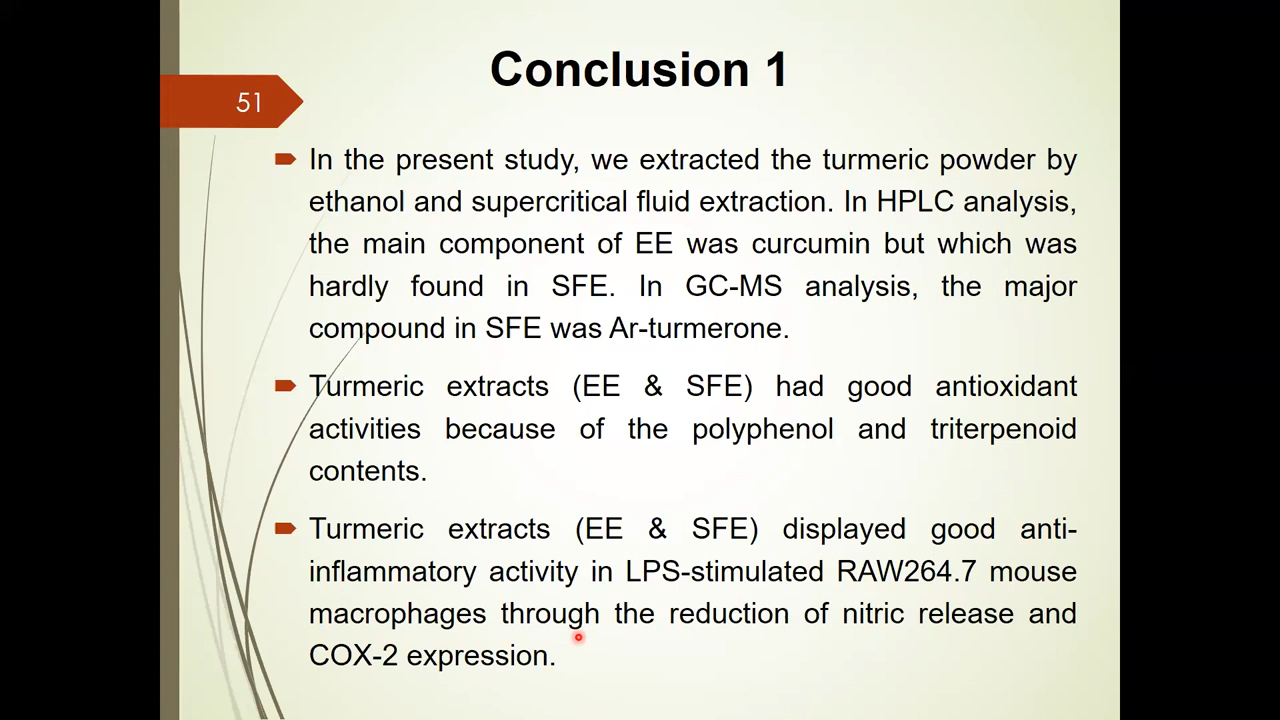 Conclusion 1
51
In the present study, we extracted the turmeric powder by
ethanol and supercritical fluid extraction. In HPLC analysis,
the main component of EE was curcumin but which was
hardly found in SFE. In GC-MS analysis, the major
compound in SFE was Ar-turmerone.
Turmeric extracts (EE & SFE) had good antioxidant
activities because of the polyphenol and triterpenoid
contents.
Turmeric extracts (EE & SFE) displayed good anti-
inflammatory activity in LPS-stimulated RAW264.7 mouse
macrophages through the reduction of nitric release and
COX-2 expression.